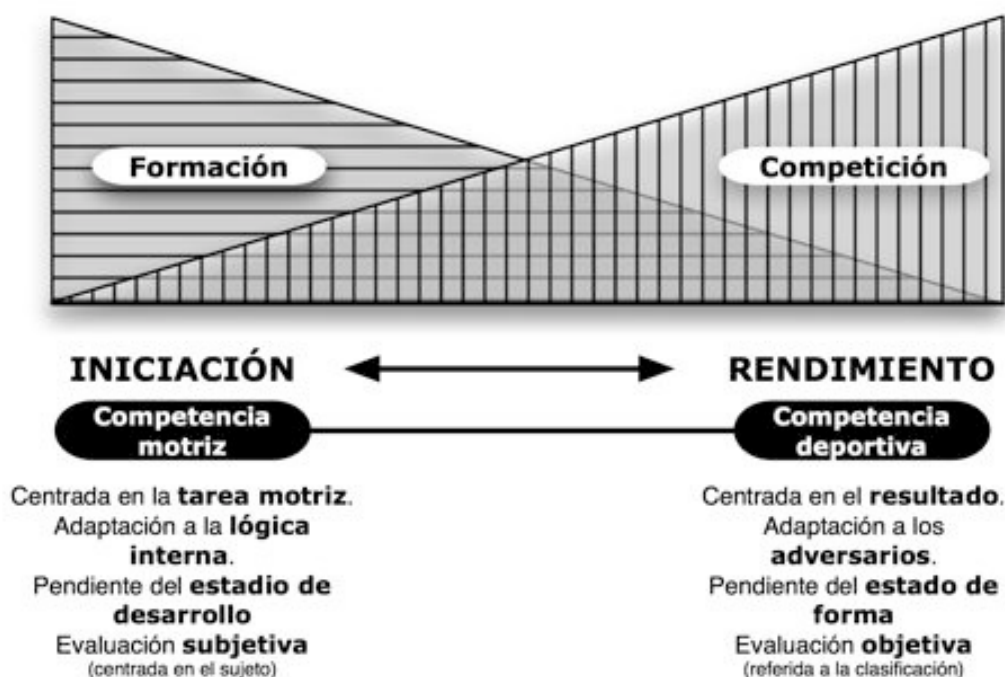 Formación
Competición
INICIACIÓN
RENDIMIENTO
Competencia
motriz
Competencia
deportiva
Centrada en la tarea motriz.
Adaptación a la lógica
interna.
Pendiente del estadio de
desarrollo
Evaluación subjetiva
(centrada en el sujeto)
Centrada en el resultado.
Adaptación a los
adversarios.
Pendiente del estado de
forma
Evaluación objetiva
(referida a la clasificación)